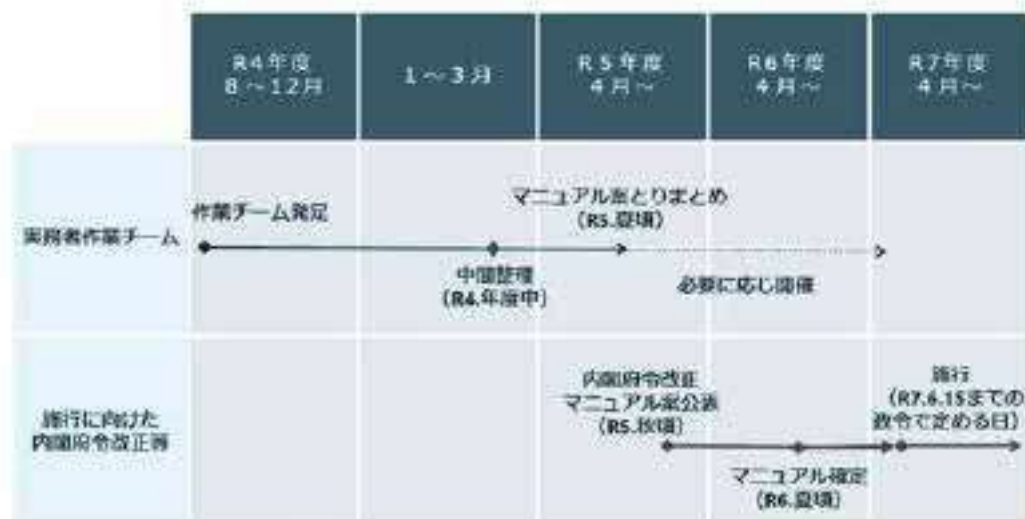 R4年度
8～12月
1～3月
R5年度
4月～
R6年度
4月～
R7年度
4月～
実務者作業チーム
作業チーム発足
中間整理
(R4.年度中)
マニュアル案とりまとめ
(R5.夏頃)
必要に応じ開催
施行に向けた
内閣府令改正等
内閣府令改正
マニュアル案公表
(R5.秋頃)
マニュアル確定
(R6.夏頃)
施行
(R7.6.15までの
政令で定める日)